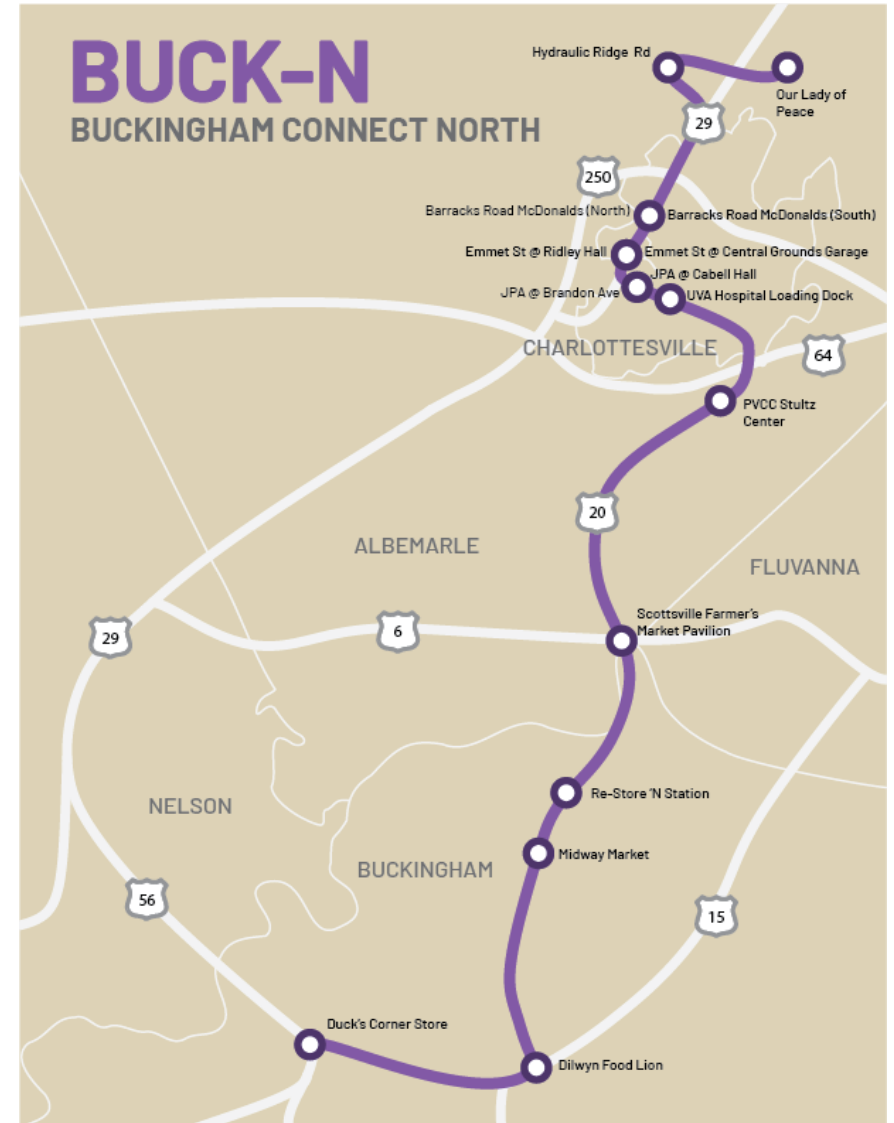 BUCK-N
BUCKINGHAM CONNECT NORTH
Hydraulic Ridge Rd
Our Lady of
Peace
29
250
Barracks Road McDonalds (North)
Barracks Road McDonalds (South)
Emmet St @ Ridley Hall
Emmet St @ Central Grounds Garage
JPA @ Cabell Hall
JPA @ Brandon Ave
UVA Hospital Loading Dock
CHARLOTTESVILLE
64
PVCC Stultz
Center
20
ALBEMARLE
FLUVANNA
Scottsville Farmer's
Market Pavilion
29
6
Re-Store 'N Station
NELSON
Midway Market
BUCKINGHAM
56
15
Duck's Corner Store
Dilwyn Food Lion